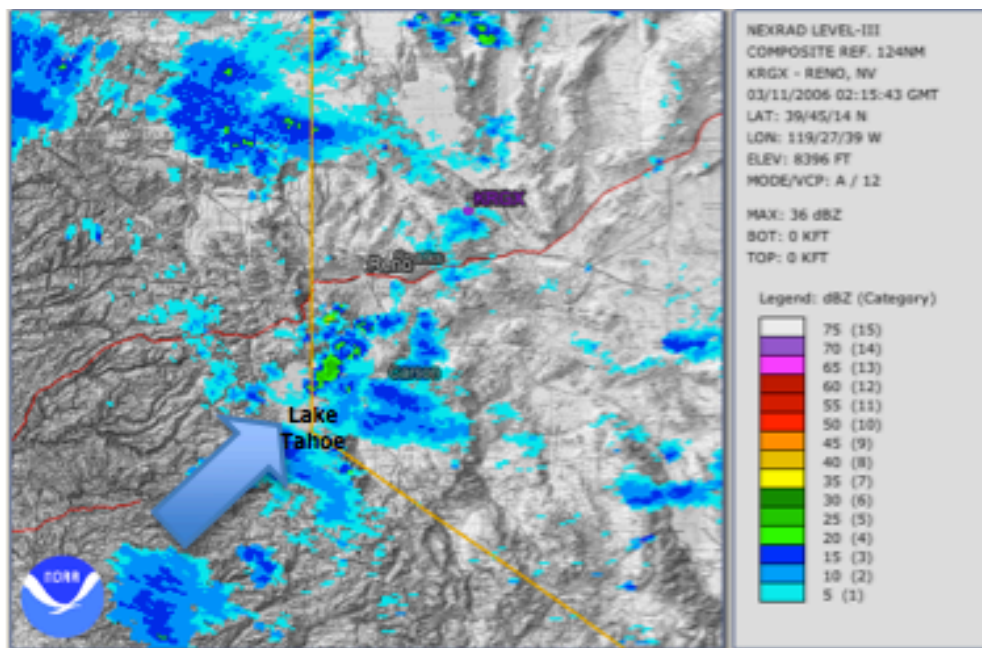 KRGX
Reno
Sparks
Carson
Lake
Tahoe
NOAA
NEXRAD LEVEL-III
COMPOSITE REF. 124NM
KRGX - RENO, NV
03/11/2006 02:15:43 GMT
LAT: 39/45/14 N
LON: 119/27/39 W
ELEV: 8396 FT
MODE/VCP: A / 12
MAX: 36 dBZ
BOT: 0 KFT
TOP: 0 KFT
Legend: dBZ (Category)
75 (15)
70 (14)
65 (13)
60 (12)
55 (11)
50 (10)
45 (9)
40 (8)
35 (7)
30 (6)
25 (5)
20 (4)
15 (3)
10 (2)
5 (1)